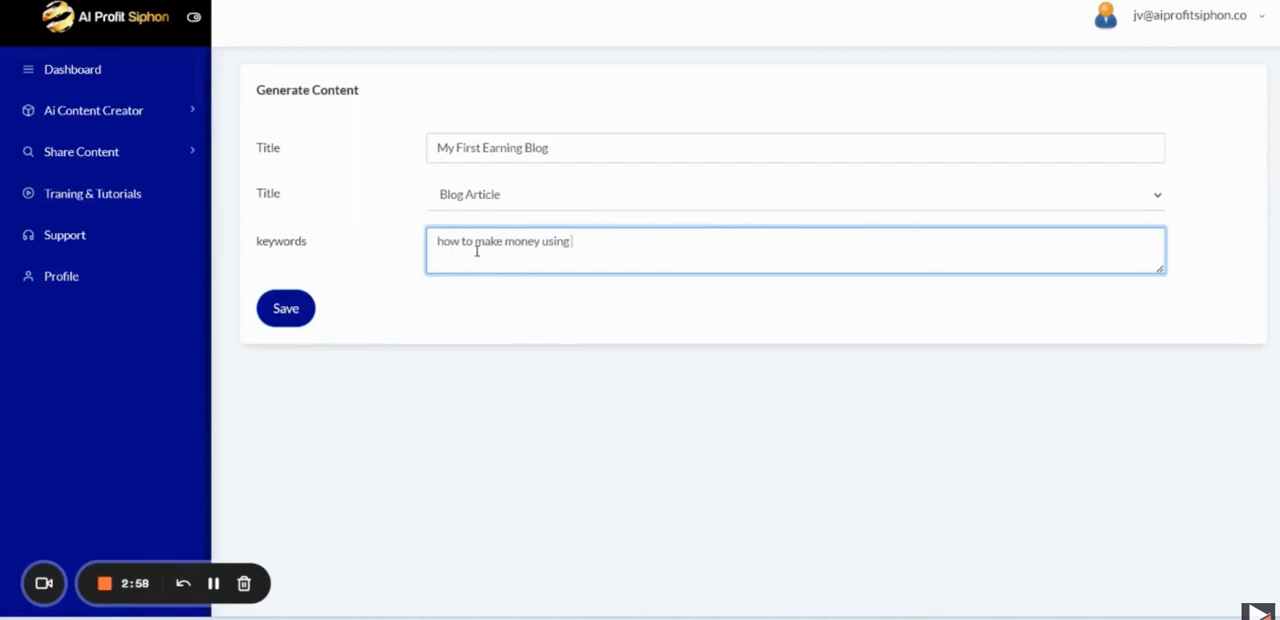 AI Profit Siphon
jv@aiprofitsiphon.co
Dashboard
Ai Content Creator
Share Content
Traning & Tutorials
Support
Profile
Generate Content
Title
My First Earning Blog
Title
Blog Article
keywords
how to make money using
Save
2:58